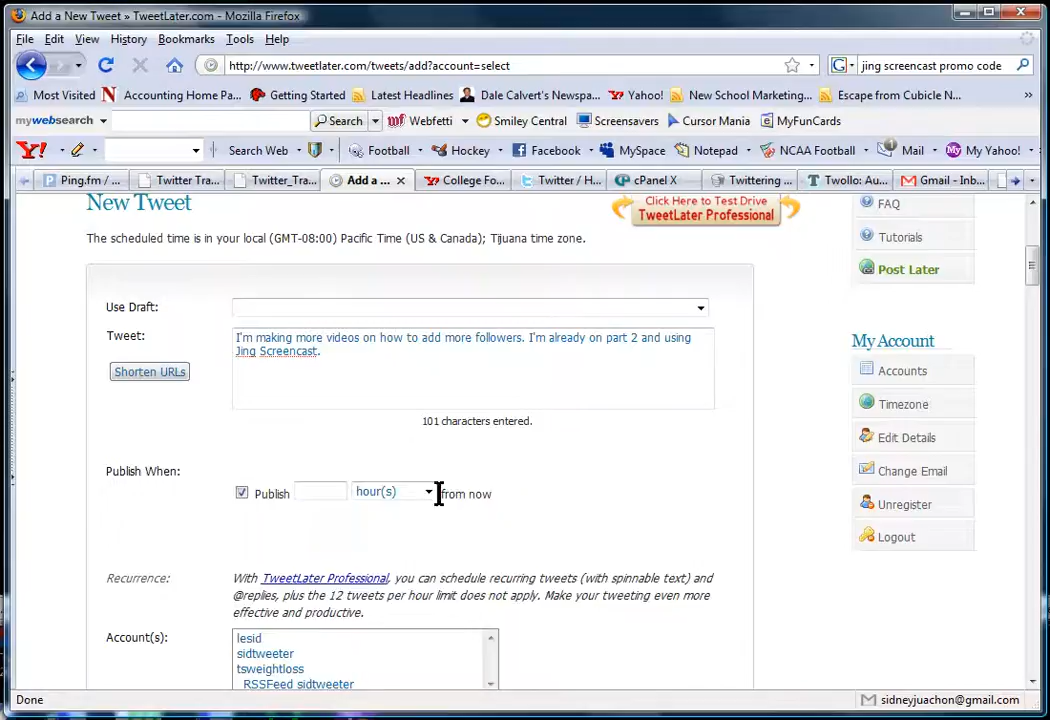 Add a New Tweet » TweetLater.com - Mozilla Firefox
File Edit View History Bookmarks Tools Help
http://www.tweetlater.com/tweets/add?account=select
G jing screencast promo code
Most Visited Accounting Home Pa... Getting Started Latest Headlines Dale Calvert's Newspa... Yahoo! New School Marketing... Escape from Cubicle N... »
mywebsearch Search Webfetti Smiley Central Screensavers Cursor Mania MyFunCards
Y! Search Web Football Hockey Facebook MySpace Notepad NCAA Football Mail My Yahoo!
Ping.fm / ... Twitter Tra... Twitter_Tra... Add a ... College Fo... Twitter / H... cPanel X Twittering ... Twollo: Au... Gmail - Inb...
New Tweet
Click Here to Test Drive
TweetLater Professional
The scheduled time is in your local (GMT-08:00) Pacific Time (US & Canada); Tijuana time zone.
Use Draft:
Tweet:
I'm making more videos on how to add more followers. I'm already on part 2 and using
Jing Screencast.
Shorten URLs
101 characters entered.
Publish When:
Publish hour(s) from now
Recurrence:
With TweetLater Professional, you can schedule recurring tweets (with spinnable text) and
@replies, plus the 12 tweets per hour limit does not apply. Make your tweeting even more
effective and productive.
Account(s):
lesid
sidtweeter
tsweightloss
RSSFeed sidtweeter
FAQ
Tutorials
Post Later
My Account
Accounts
Timezone
Edit Details
Change Email
Unregister
Logout
Done
sidneyjuachon@gmail.com